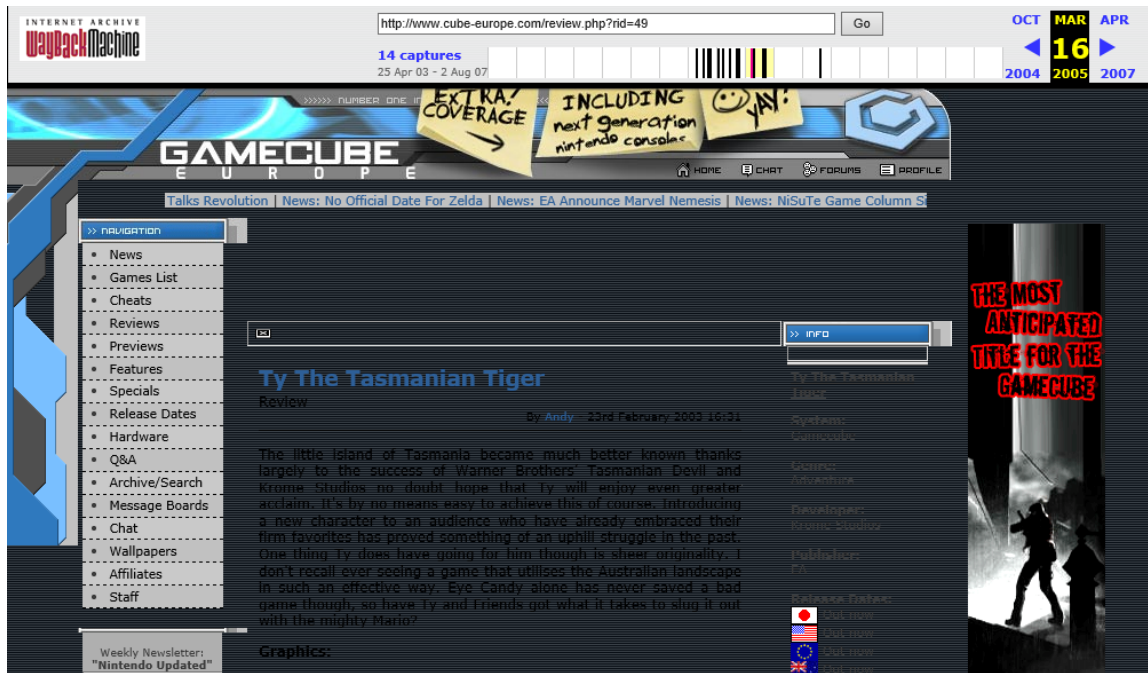 INTERNET ARCHIVE
WayBackMachine
http://www.cube-europe.com/review.php?rid=49
Go
14 captures
25 Apr 03 - 2 Aug 07
OCT MAR APR
16
2004 2005 2007
>>>>>> NUMBER ONE IN
EXTRA!
COVERAGE
INCLUDING
next generation
nintendo consoles
YAY!
GAMECUBE
EUROPE
HOME CHAT FORUMS PROFILE
Talks Revolution | News: No Official Date For Zelda | News: EA Announce Marvel Nemesis | News: NiSuTe Game Column
>> NAVIGATION
News
Games List
Cheats
Reviews
Previews
Features
Specials
Release Dates
Hardware
Q&A
Archive/Search
Message Boards
Chat
Wallpapers
Affiliates
Staff
Weekly Newsletter:
"Nintendo Updated"
Ty The Tasmanian Tiger
Review
By Andy - 23rd February 2003 16:31
The little island of Tasmania became much better known thanks
largely to the success of Warner Brothers' Tasmanian Devil and
Krome Studios no doubt hope that Ty will enjoy even greater
acclaim. It's by no means easy to achieve this of course. Introducing
a new character to an audience who have already embraced their
firm favorites has proved something of an uphill struggle in the past.
One thing Ty does have going for him though is sheer originality. I
don't recall ever seeing a game that utilises the Australian landscape
in such an effective way. Eye Candy alone has never saved a bad
game though, so have Ty and Friends got what it takes to slug it out
with the mighty Mario?
Graphics:
>> INFO
Ty The Tasmanian
Tiger
System:
Gamecube
Genre:
Adventure
Developer:
Krome Studios
Publisher:
EA
Release Dates:
Out now
Out now
Out now
Out now
THE MOST
ANTICIPATED
TITLE FOR THE
GAMECUBE